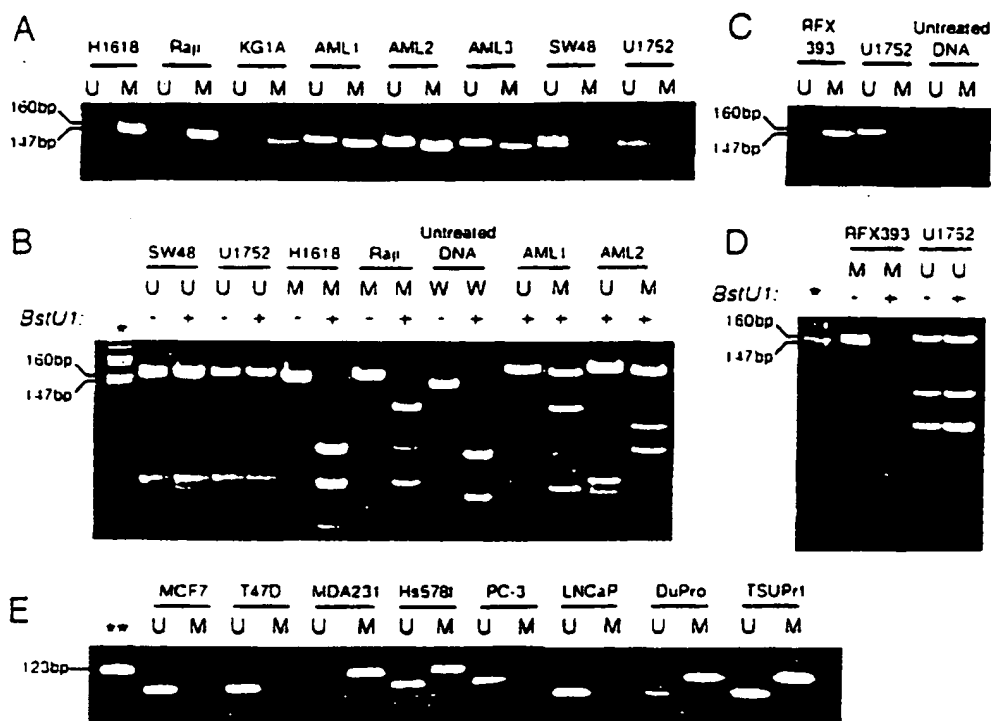 A
H1618 Raji KG1A AML1 AML2 AML3 SW48 U1752
U M U M U M U M U M U M U M U M
160bp
147bp
C
RFX
393 U1752 Untreated
DNA
U M U M U M
160bp
147bp
B
SW48 U1752 H1618 Raji Untreated
DNA AML1 AML2
U U U U M M M M W W U M U M
BstU1: * - + - + - + - + - + + + + +
160bp
147bp
D
RFX393 U1752
M M U U
BstU1: * - + - +
160bp
147bp
E
MCF7 T47D MDA231 Hs578t PC-3 LNCaP DuPro TSUPr1
** U M U M U M U M U M U M U M U M
123bp